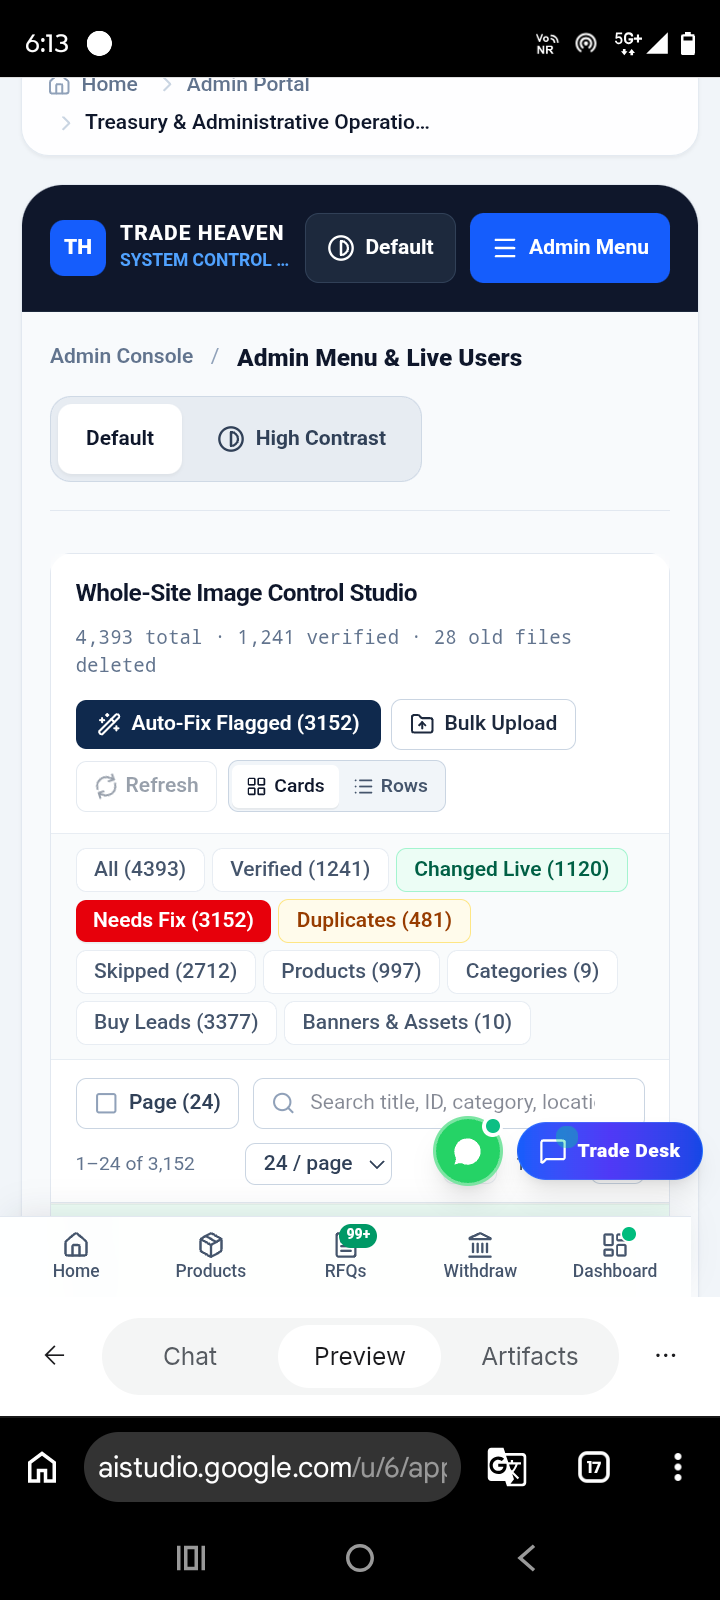 6:13
Vo NR
5G+
Home > Admin Portal
> Treasury & Administrative Operatio...
TH
TRADE HEAVEN
SYSTEM CONTROL ...
Default
Admin Menu
Admin Console / Admin Menu & Live Users
Default
High Contrast
Whole-Site Image Control Studio
4,393 total · 1,241 verified · 28 old files
deleted
Auto-Fix Flagged (3152)
Bulk Upload
Refresh
Cards
Rows
All (4393)
Verified (1241)
Changed Live (1120)
Needs Fix (3152)
Duplicates (481)
Skipped (2712)
Products (997)
Categories (9)
Buy Leads (3377)
Banners & Assets (10)
Page (24)
Search title, ID, category, locati
1–24 of 3,152
24 / page
Trade Desk
99+
Home
Products
RFQs
Withdraw
Dashboard
Chat
Preview
Artifacts
aistudio.google.com/u/6/app
17